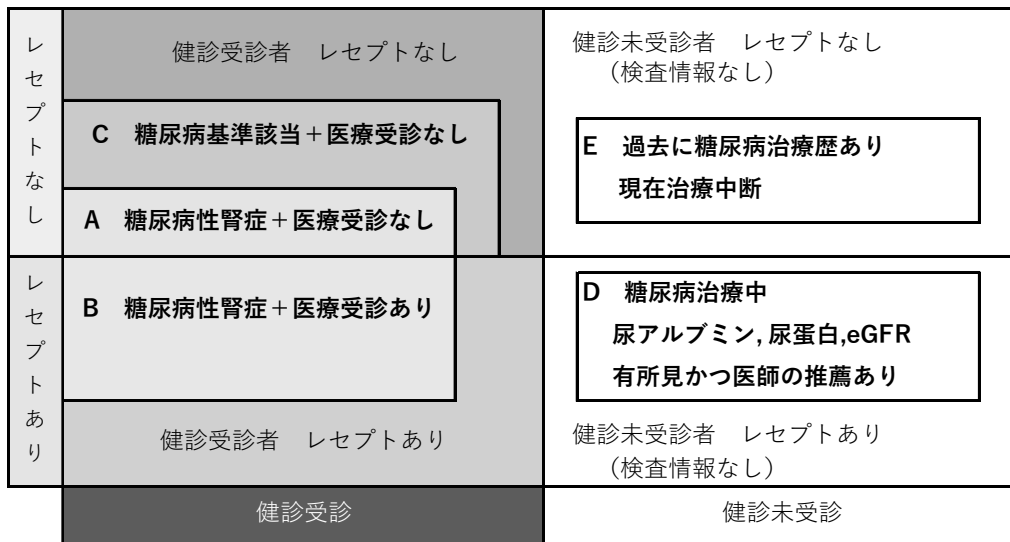 レセプトなし
健診受診者　レセプトなし
健診未受診者　レセプトなし
（検査情報なし）
C　糖尿病基準該当＋医療受診なし
E　過去に糖尿病治療歴あり
現在治療中断
A　糖尿病性腎症＋医療受診なし
レセプトあり
B　糖尿病性腎症＋医療受診あり
D　糖尿病治療中
尿アルブミン, 尿蛋白,eGFR
有所見かつ医師の推薦あり
健診受診者　レセプトあり
健診未受診者　レセプトあり
（検査情報なし）
健診受診
健診未受診